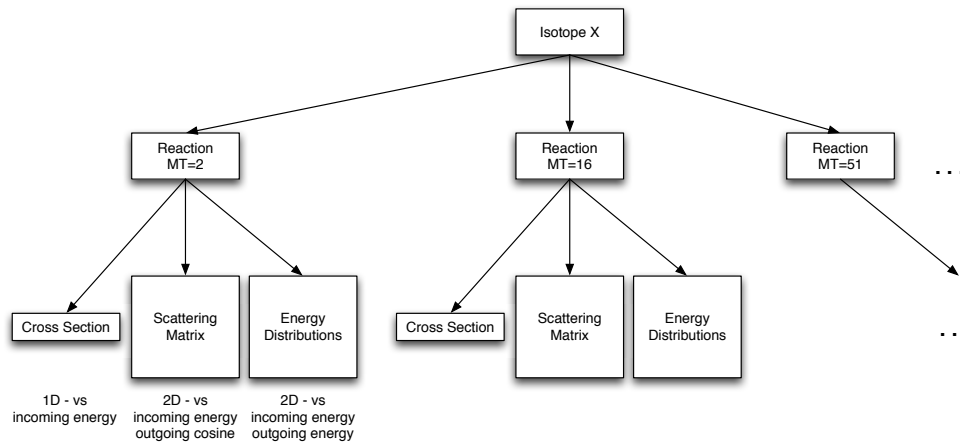 Isotope X
Reaction
MT=2
Reaction
MT=16
Reaction
MT=51
. . .
Cross Section
Scattering
Matrix
Energy
Distributions
Cross Section
Scattering
Matrix
Energy
Distributions
. .
1D - vs
incoming energy
2D - vs
incoming energy
outgoing cosine
2D - vs
incoming energy
outgoing energy